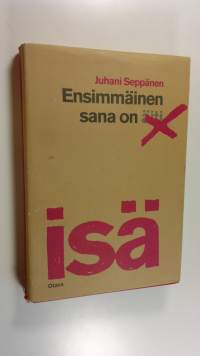 Juhani Seppänen
Ensimmäinen
sana on äiti
isä
OTAVA